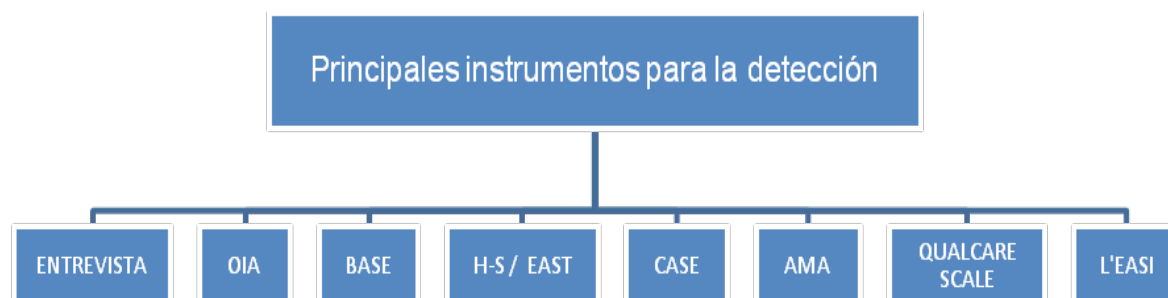 Principales instrumentos para la detección
ENTREVISTA
OIA
BASE
H-S / EAST
CASE
AMA
QUALCARE
SCALE
L'EASI